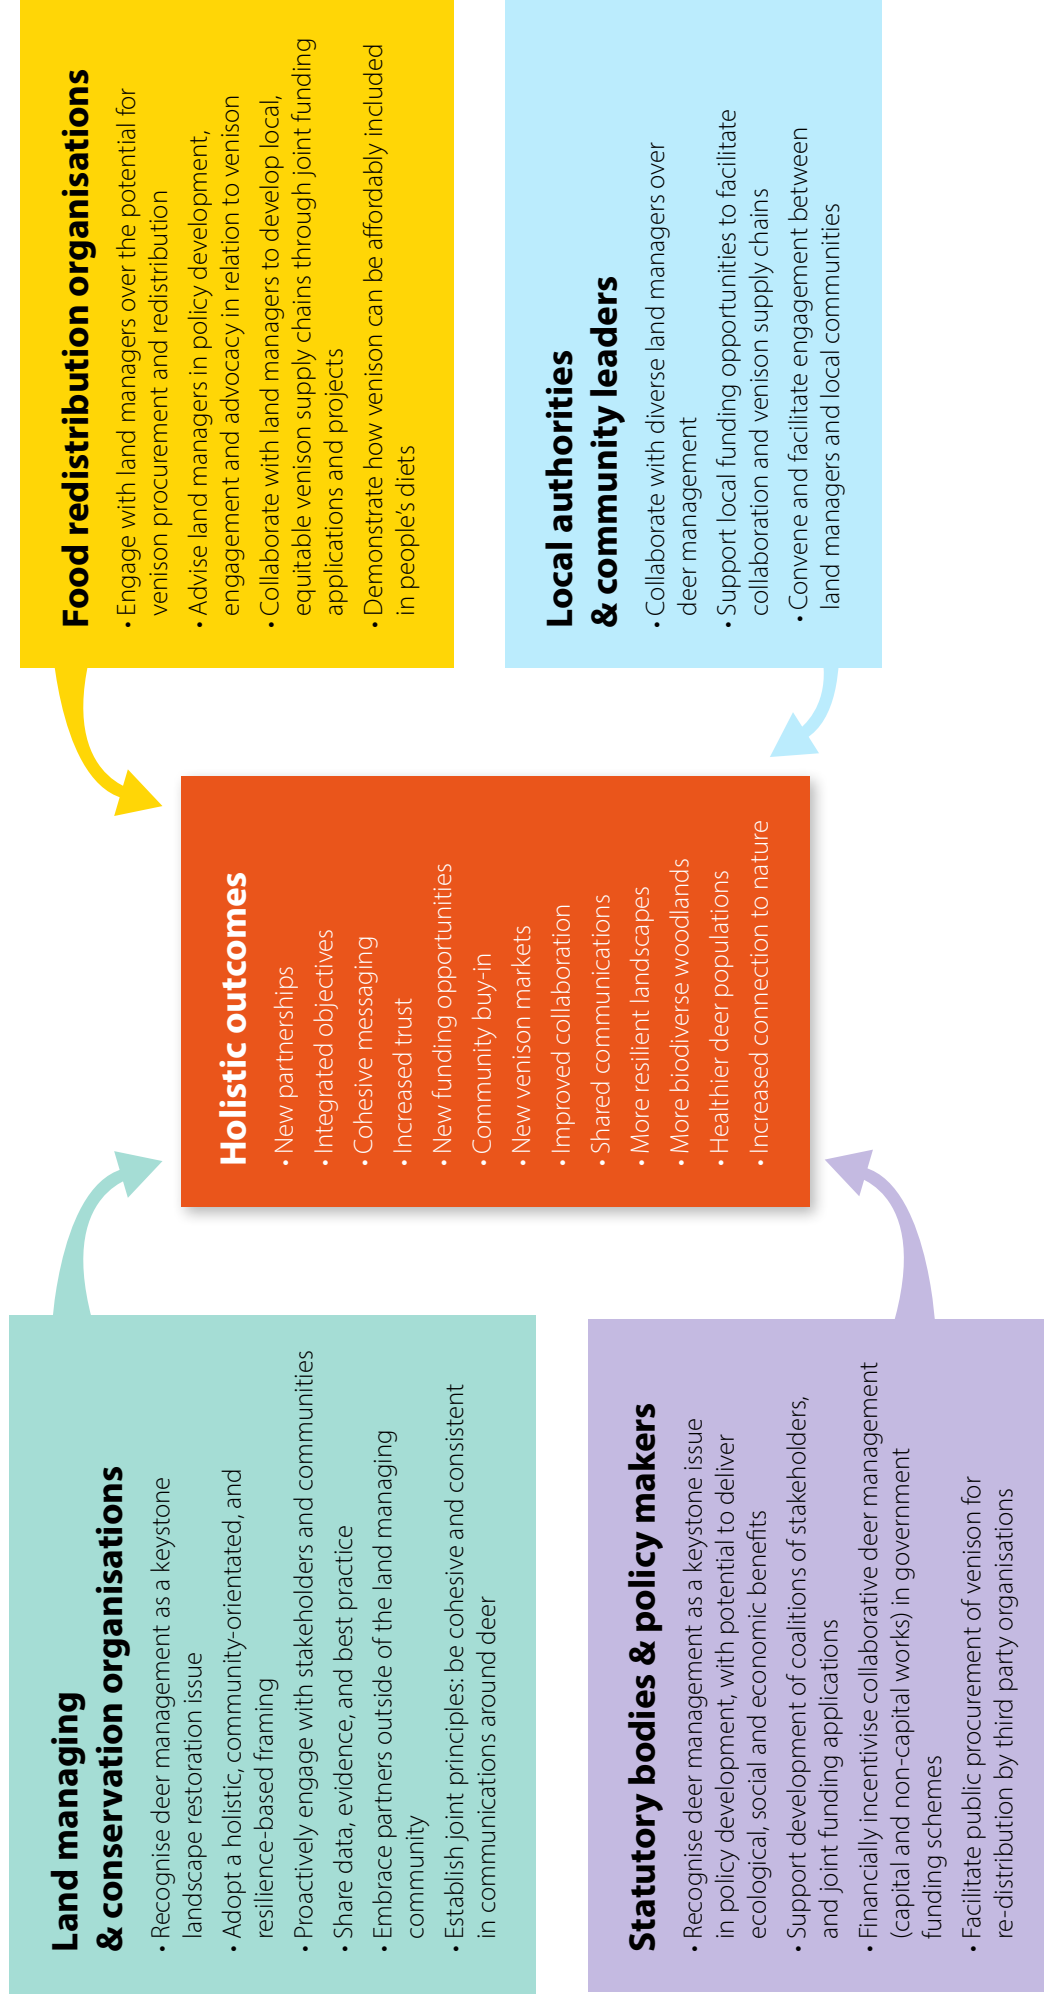 Land managing
& conservation organisations
• Recognise deer management as a keystone
landscape restoration issue
• Adopt a holistic, community-orientated, and
resilience-based framing
• Proactively engage with stakeholders and communities
• Share data, evidence, and best practice
• Embrace partners outside of the land managing
community
• Establish joint principles: be cohesive and consistent
in communications around deer
Food redistribution organisations
• Engage with land managers over the potential for
venison procurement and redistribution
• Advise land managers in policy development,
engagement and advocacy in relation to venison
• Collaborate with land managers to develop local,
equitable venison supply chains through joint funding
applications and projects
• Demonstrate how venison can be affordably included
in people's diets
Holistic outcomes
• New partnerships
• Integrated objectives
• Cohesive messaging
• Increased trust
• New funding opportunities
• Community buy-in
• New venison markets
• Improved collaboration
• Shared communications
• More resilient landscapes
• More biodiverse woodlands
• Healthier deer populations
• Increased connection to nature
Statutory bodies & policy makers
• Recognise deer management as a keystone issue
in policy development, with potential to deliver
ecological, social and economic benefits
• Support development of coalitions of stakeholders,
and joint funding applications
• Financially incentivise collaborative deer management
(capital and non-capital works) in government
funding schemes
• Facilitate public procurement of venison for
re-distribution by third party organisations
Local authorities
& community leaders
• Collaborate with diverse land managers over
deer management
• Support local funding opportunities to facilitate
collaboration and venison supply chains
• Convene and facilitate engagement between
land managers and local communities